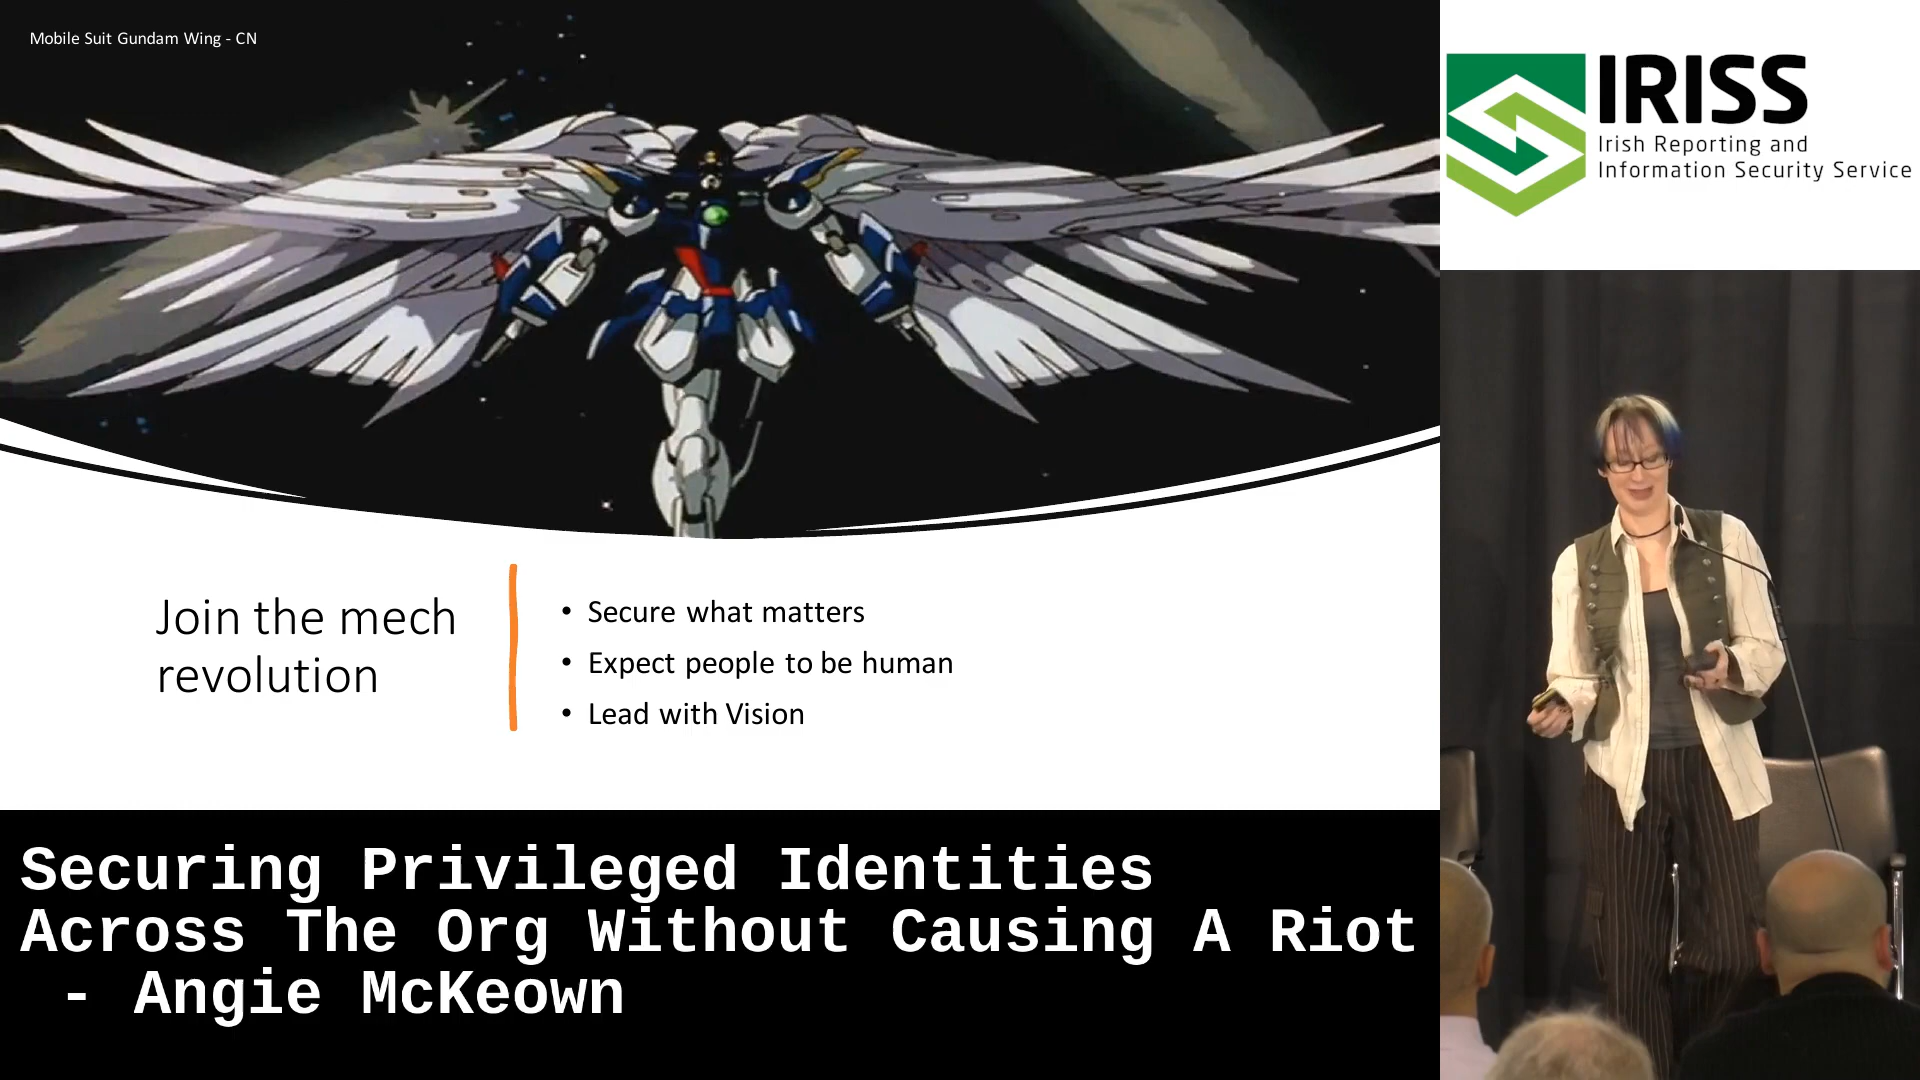 Mobile Suit Gundam Wing - CN
IRISS
Irish Reporting and
Information Security Service
Join the mech
revolution
• Secure what matters
• Expect people to be human
• Lead with Vision
Securing Privileged Identities
Across The Org Without Causing A Riot
- Angie McKeown